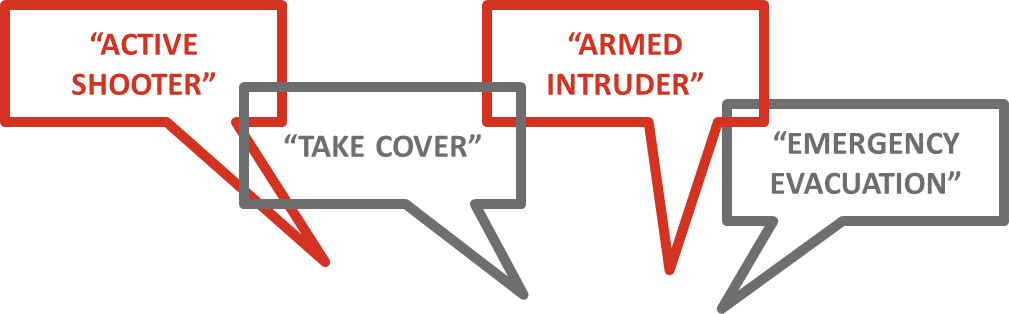 “ACTIVE
SHOOTER”
“TAKE COVER”
“ARMED
INTRUDER”
“EMERGENCY
EVACUATION”